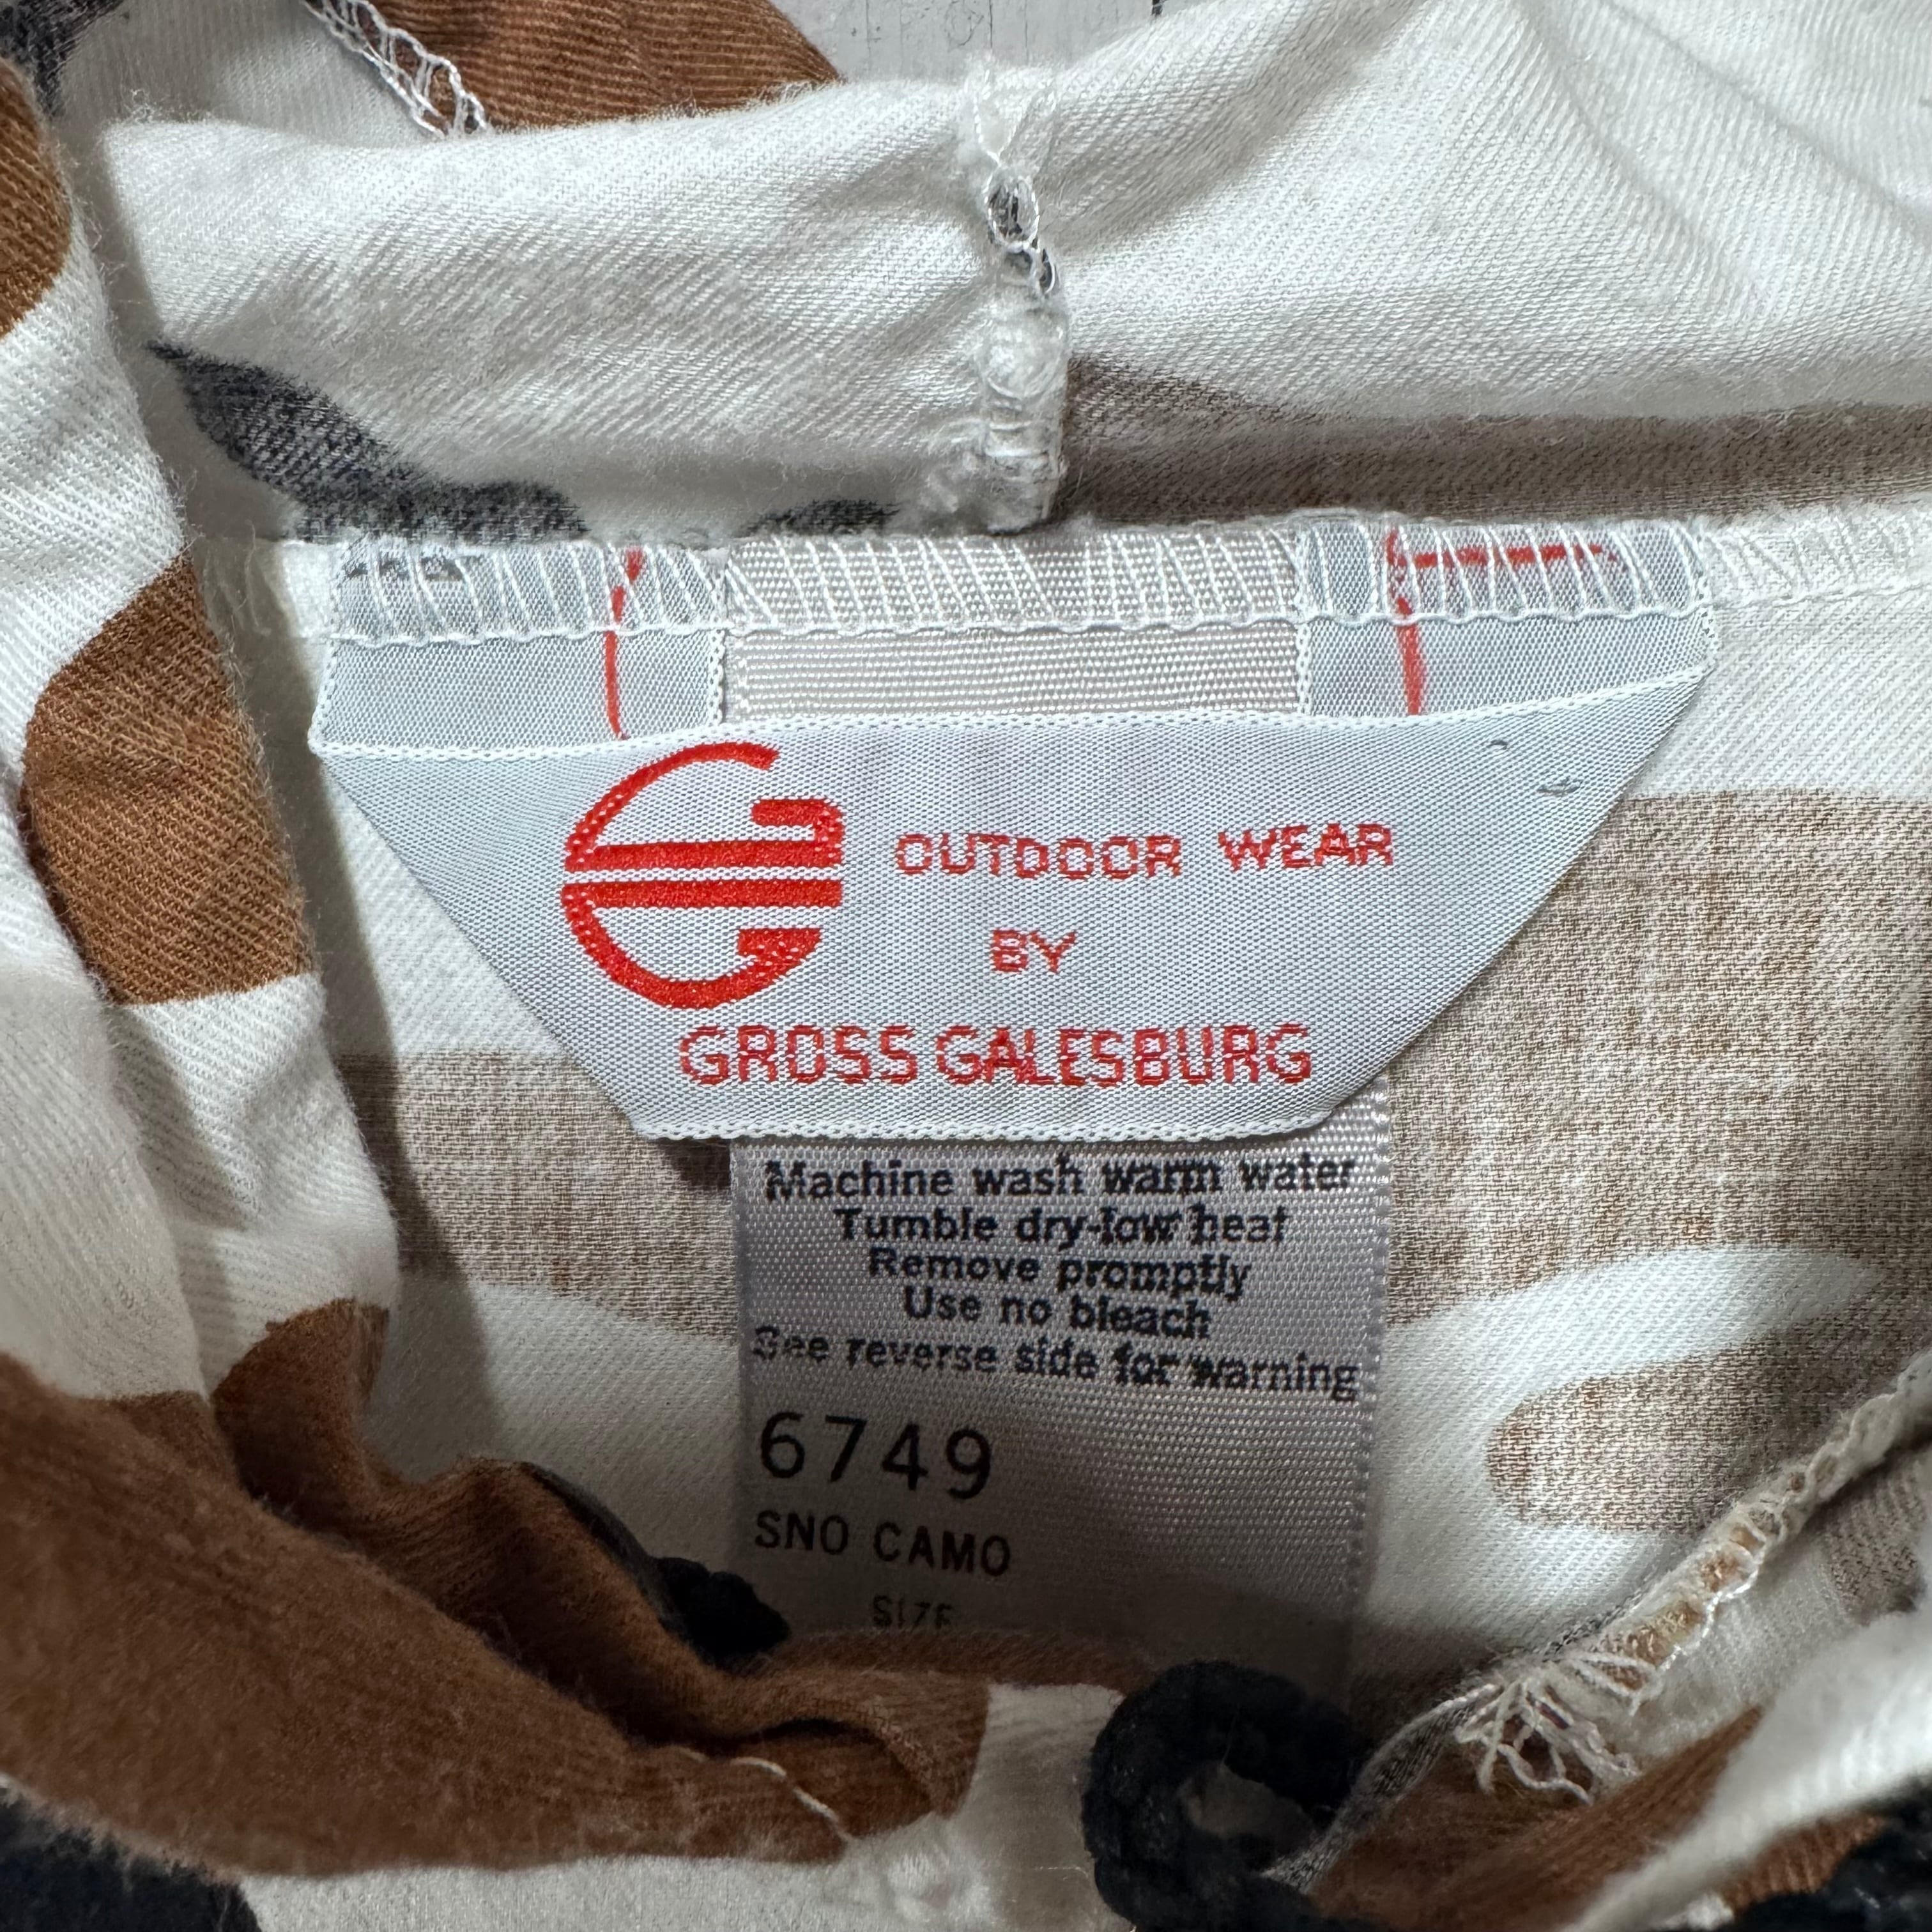 OUTDOOR WEAR
BY
GROSS GALESBURG
Machine wash warm water
Tumble dry-low heat
Remove promptly
Use no bleach
See reverse side for warning
6749
SNO CAMO
SIZE